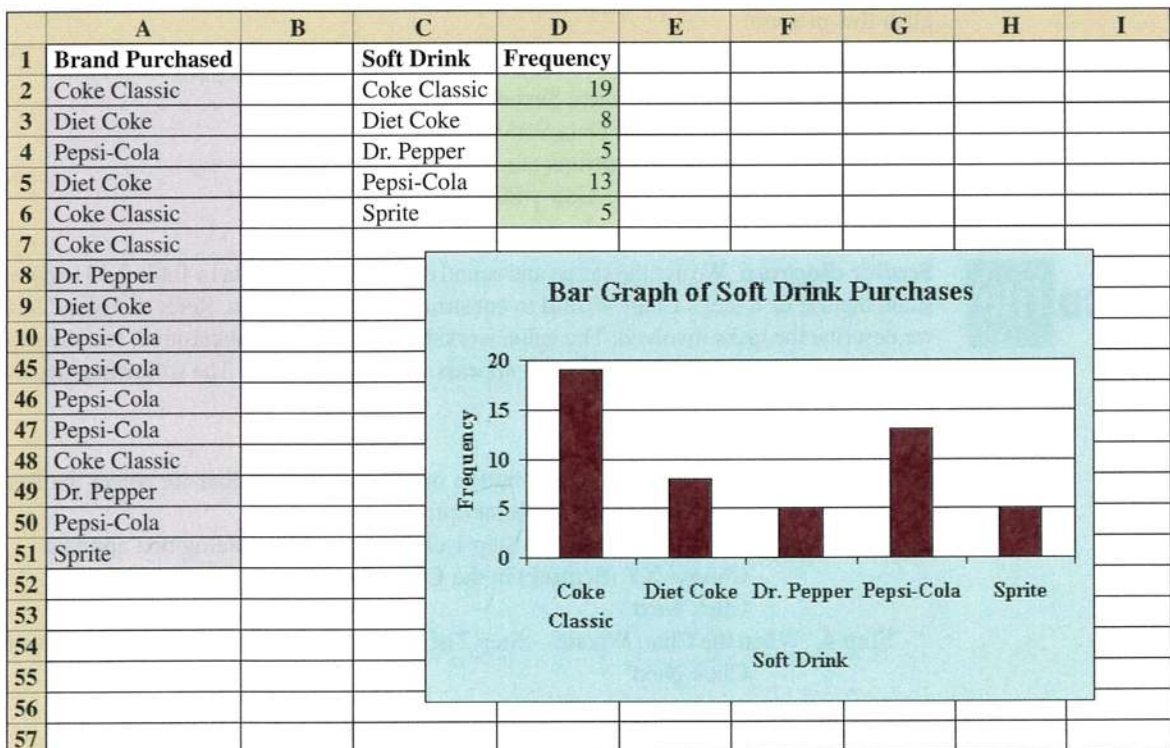 A B C D E F G H I
1 Brand Purchased Soft Drink Frequency
2 Coke Classic Coke Classic 19
3 Diet Coke Diet Coke 8
4 Pepsi-Cola Dr. Pepper 5
5 Diet Coke Pepsi-Cola 13
6 Coke Classic Sprite 5
7 Coke Classic
8 Dr. Pepper
9 Diet Coke
10 Pepsi-Cola
45 Pepsi-Cola
46 Pepsi-Cola
47 Pepsi-Cola
48 Coke Classic
49 Dr. Pepper
50 Pepsi-Cola
51 Sprite
52
53
54
55
56
57
Bar Graph of Soft Drink Purchases
Frequency
20
15
10
5
0
Coke Classic
Diet Coke
Dr. Pepper
Pepsi-Cola
Sprite
Soft Drink